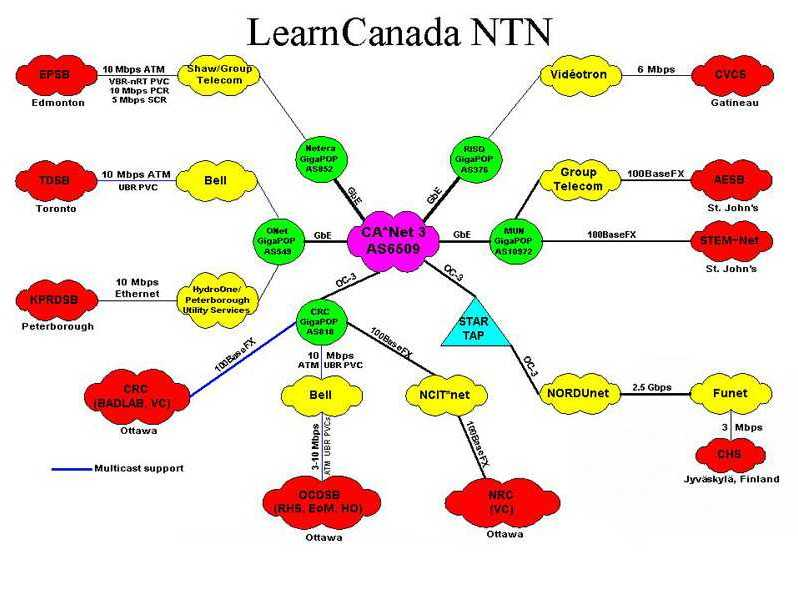 LearnCanada NTN
EPSB
Edmonton
10 Mbps ATM
VBR-nRT PVC
10 Mbps PCR
5 Mbps SCR
Shaw/Group
Telecom
Vidéotron
6 Mbps
CVCS
Gatineau
Netera
GigaPOP
AS852
RISQ
GigaPOP
AS376
GbE
GbE
TDSB
Toronto
10 Mbps ATM
UBR PVC
Bell
Group
Telecom
100BaseFX
AESB
St. John's
ONet
GigaPOP
AS549
GbE
CA*Net 3
AS6509
GbE
MUN
GigaPOP
AS10972
100BaseFX
STEM~Net
St. John's
KPRDSB
Peterborough
10 Mbps
Ethernet
HydroOne/
Peterborough
Utility Services
OC-3
OC-3
CRC
GigaPOP
AS818
STAR
TAP
100BaseFX
10 Mbps
ATM UBR PVC
100BaseFX
OC-3
CRC
(BADLAB, VC)
Ottawa
Bell
NCIT*net
NORDUnet
2.5 Gbps
Funet
3 Mbps
CHS
Jyväskylä, Finland
3-10 Mbps
ATM UBR PVCs
100BaseFX
Multicast support
OCDSB
(RHS, EoM, HO)
Ottawa
NRC
(VC)
Ottawa